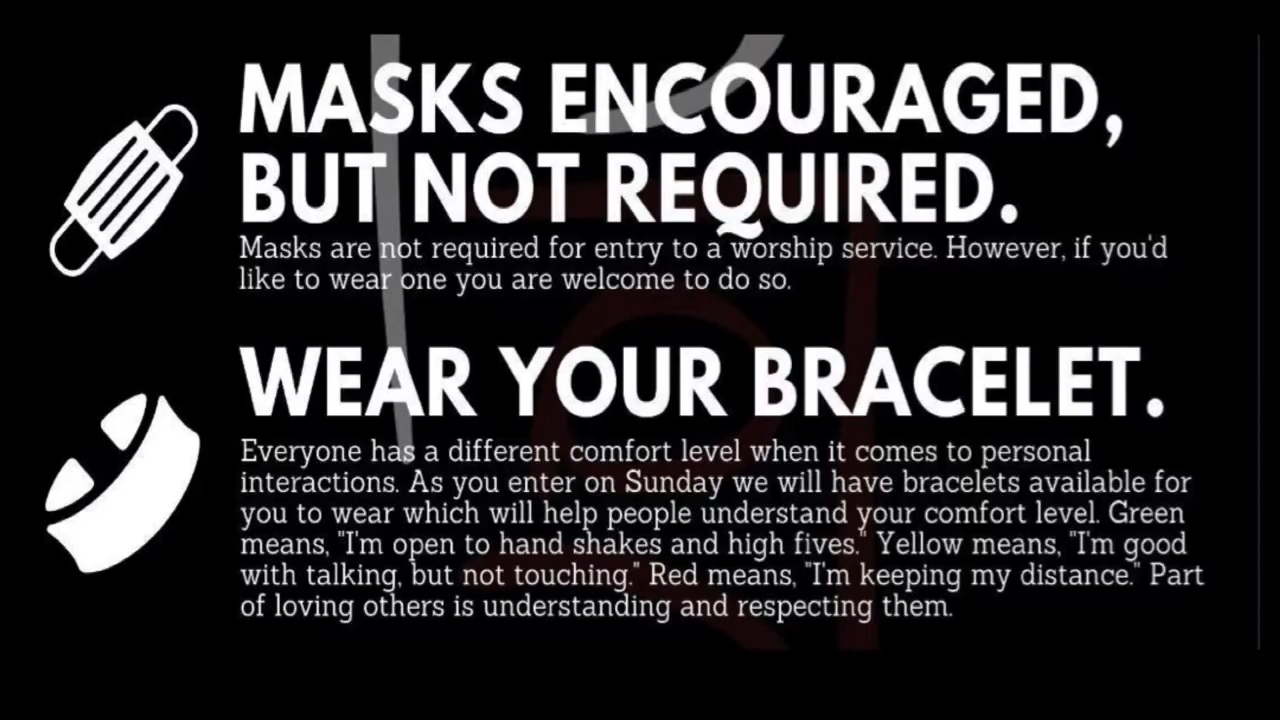 MASKS ENCOURAGED,
BUT NOT REQUIRED.
Masks are not required for entry to a worship service. However, if you'd
like to wear one you are welcome to do so.
WEAR YOUR BRACELET.
Everyone has a different comfort level when it comes to personal
interactions. As you enter on Sunday we will have bracelets available for
you to wear which will help people understand your comfort level. Green
means, "I'm open to hand shakes and high fives." Yellow means, "I'm good
with talking, but not touching." Red means, "I'm keeping my distance." Part
of loving others is understanding and respecting them.